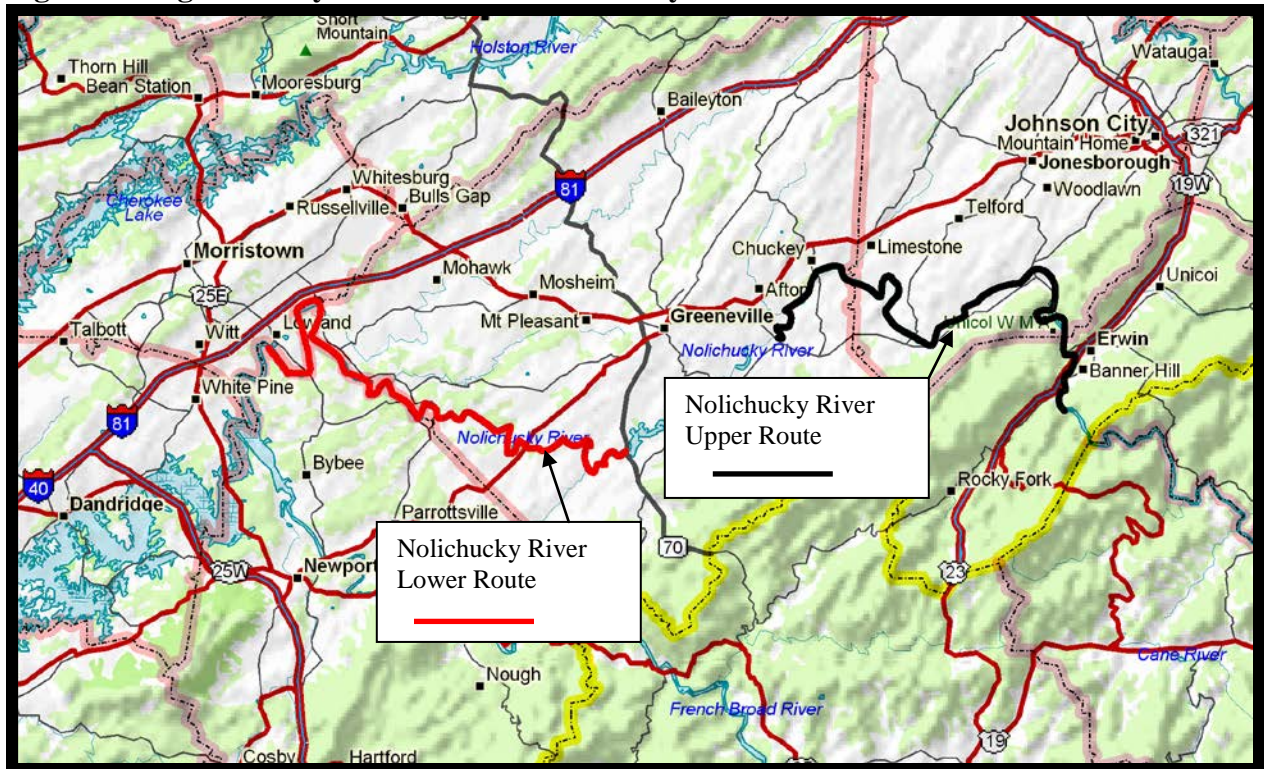 Short
Mountain
Holston River
Watauga
Thorn Hill
Bean Station
Mooresburg
Baileyton
Johnson City
321
Mountain Home
Jonesborough
Whitesburg
81
19W
Woodlawn
Cherokee
Lake
Russellville
Bulls Gap
Telford
Morristown
Chuckey
Limestone
Mohawk
Mosheim
Unicoi
25E
Afton
Talbott
Witt
Lowland
Mt Pleasant
Greeneville
Unicol W M A
Nolichucky River
Erwin
Banner Hill
White Pine
Nolichucky River
Upper Route
81
Nolichucky River
Bybee
40
Rocky Fork
Dandridge
Parrottsville
Nolichucky River
Lower Route
70
25W
Newport
23
Cane River
Nough
French Broad River
19
Cosby
Hartford